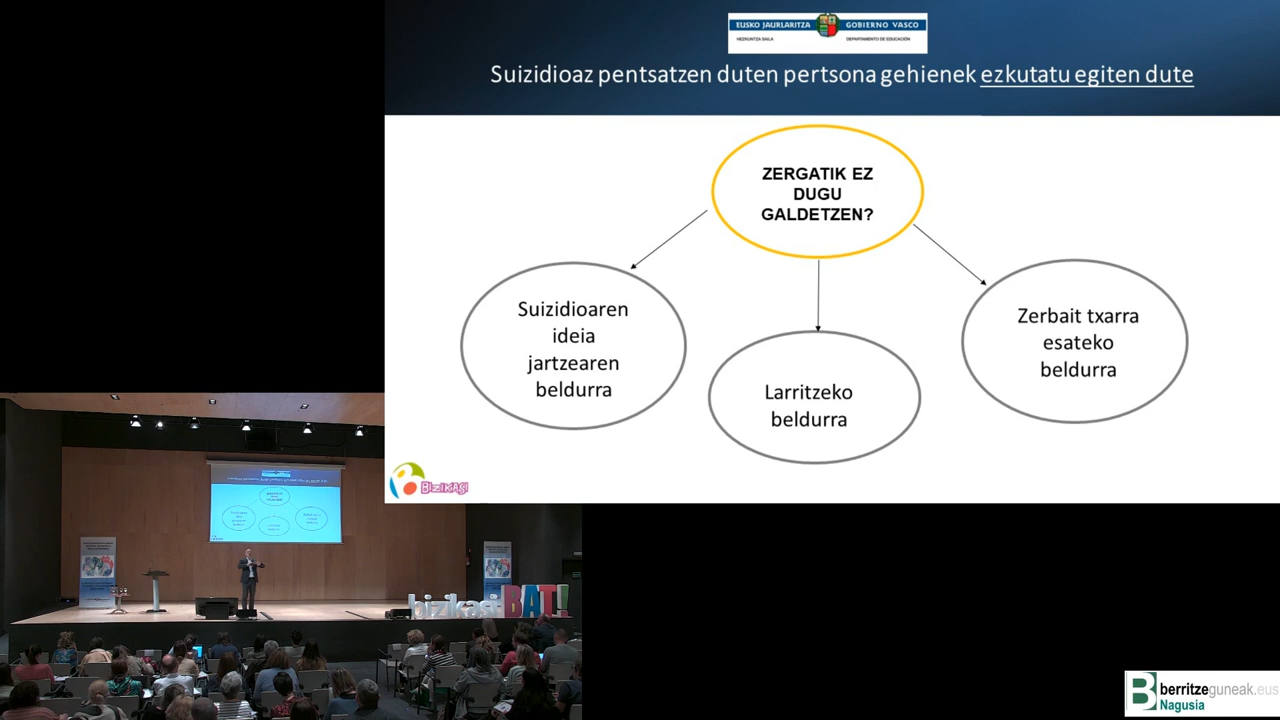 EUSKO JAURLARITZA
GOBIERNO VASCO
HEZKUNTZA SAILA
DEPARTAMENTO DE EDUCACIÓN
Suizidioaz pentsatzen duten pertsona gehienek ezkutatu egiten dute
ZERGATIK EZ
DUGU
GALDETZEN?
Suizidioaren
ideia
jartzearen
beldurra
Larritzeko
beldurra
Zerbait txarra
esateko
beldurra
BIZIKASI
bizikasi BAT!
berritzeguneak.eus
Nagusia